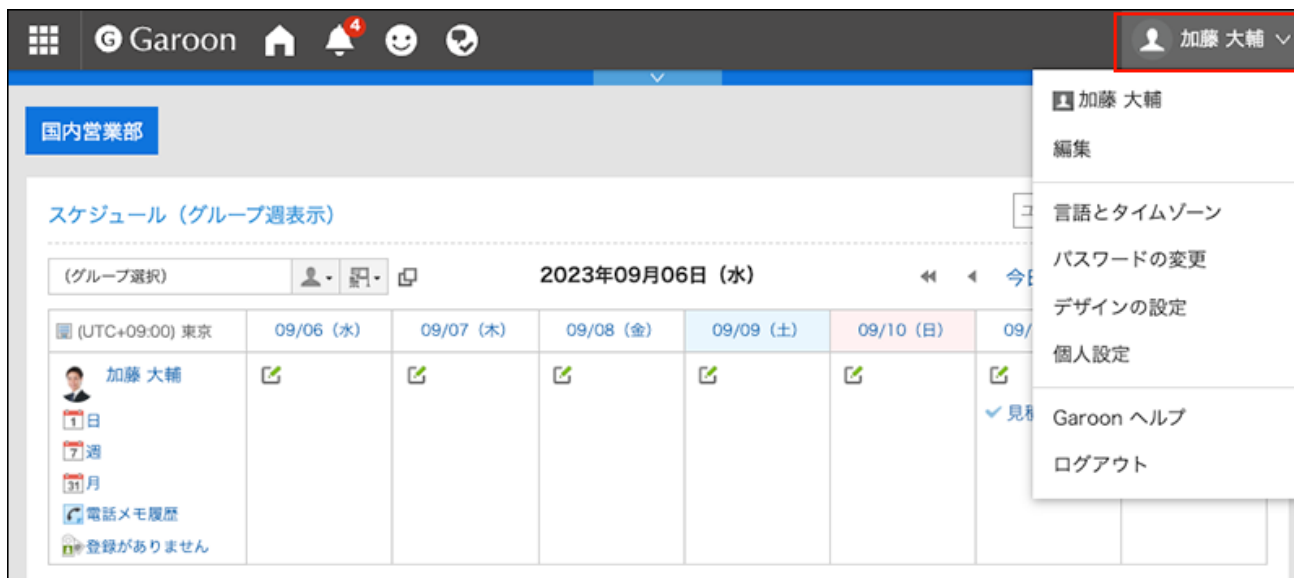 Garoon 4 加藤 大輔
加藤 大輔
編集
言語とタイムゾーン
パスワードの変更
デザインの設定
個人設定
Garoon ヘルプ
ログアウト
国内営業部
スケジュール（グループ週表示）
(グループ選択) 2023年09月06日（水）
(UTC+09:00) 東京 09/06（水） 09/07（木） 09/08（金） 09/09（土） 09/10（日） 09/
加藤 大輔
1 日
7 週
31 月
電話メモ履歴
登録がありません